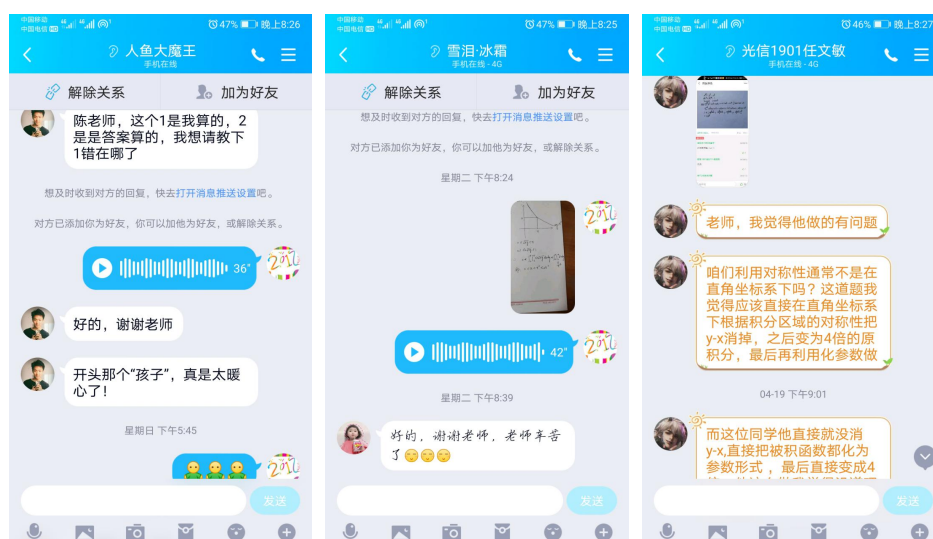 中国移动
中国电信 HD
47% 晚上8:26
人鱼大魔王
手机在线
解除关系
加为好友
陈老师，这个1是我算的，2
是是答案算的，我想请教下
1错在哪了
想及时收到对方的回复，快去打开消息推送设置吧。
对方已添加你为好友，你可以加他为好友，或解除关系。
36"
好的，谢谢老师
开头那个“孩子”，真是太暖
心了！
星期日 下午5:45
发送
中国移动
中国电信 HD
47% 晚上8:25
雪泪·冰霜
手机在线 - 4G
解除关系
加为好友
想及时收到对方的回复，快去打开消息推送设置吧。
对方已添加你为好友，你可以加他为好友，或解除关系。
星期二 下午8:24
42"
星期二 下午8:39
好的，谢谢老师，老师辛苦
了
发送
中国移动
中国电信 HD
46% 晚上8:27
光信1901任文敏
手机在线 - 4G
老师，我觉得他做的有问题
咱们利用对称性通常不是在
直角坐标系下吗？这道题我
觉得应该直接在直角坐标系
下根据积分区域的对称性把
y-x消掉，之后变为4倍的原
积分，最后再利用化参数做
04-19 下午9:01
而这位同学他直接就没消
y-x,直接把被积函数都化为
参数形式，最后直接变成4
发送